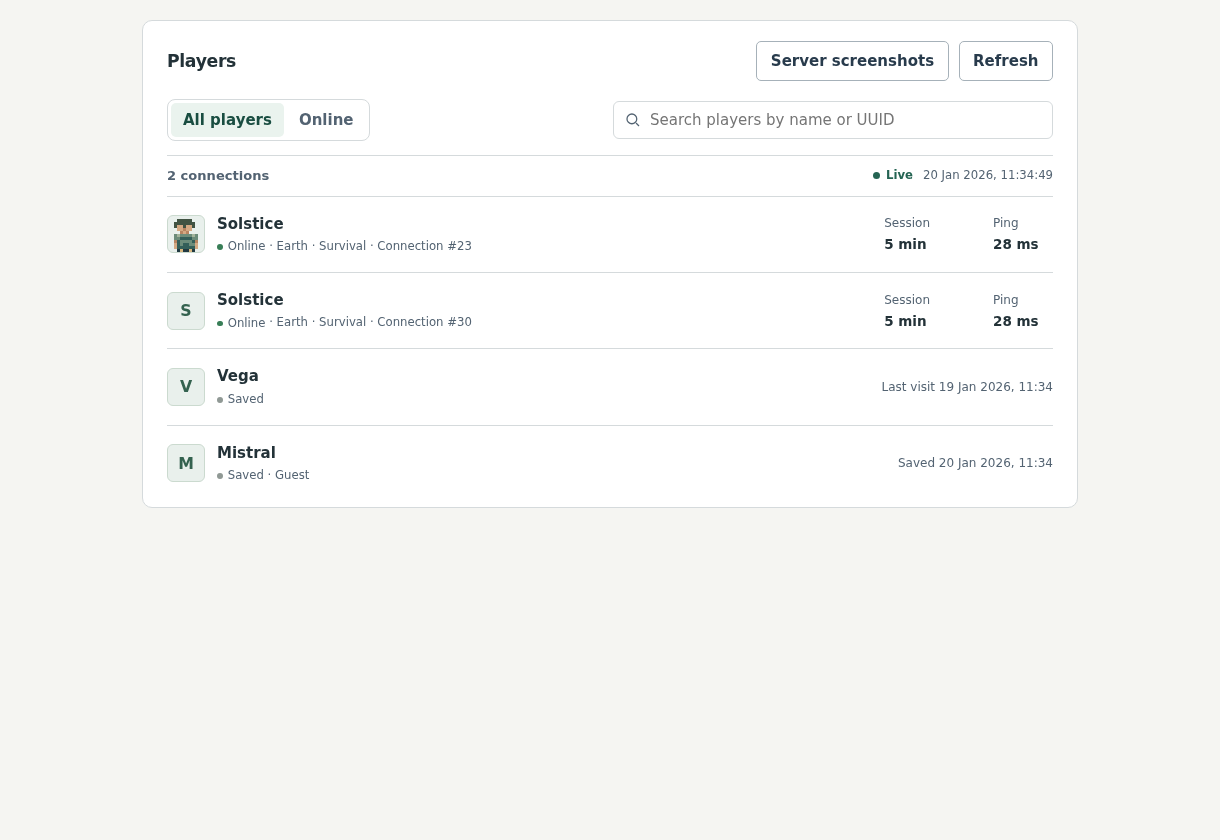 Players
Server screenshots
Refresh
All players
Online
Search players by name or UUID
2 connections
Live 20 Jan 2026, 11:34:49
Solstice
Online · Earth · Survival · Connection #23
Session
5 min
Ping
28 ms
S
Solstice
Online · Earth · Survival · Connection #30
Session
5 min
Ping
28 ms
V
Vega
Saved
Last visit 19 Jan 2026, 11:34
M
Mistral
Saved · Guest
Saved 20 Jan 2026, 11:34